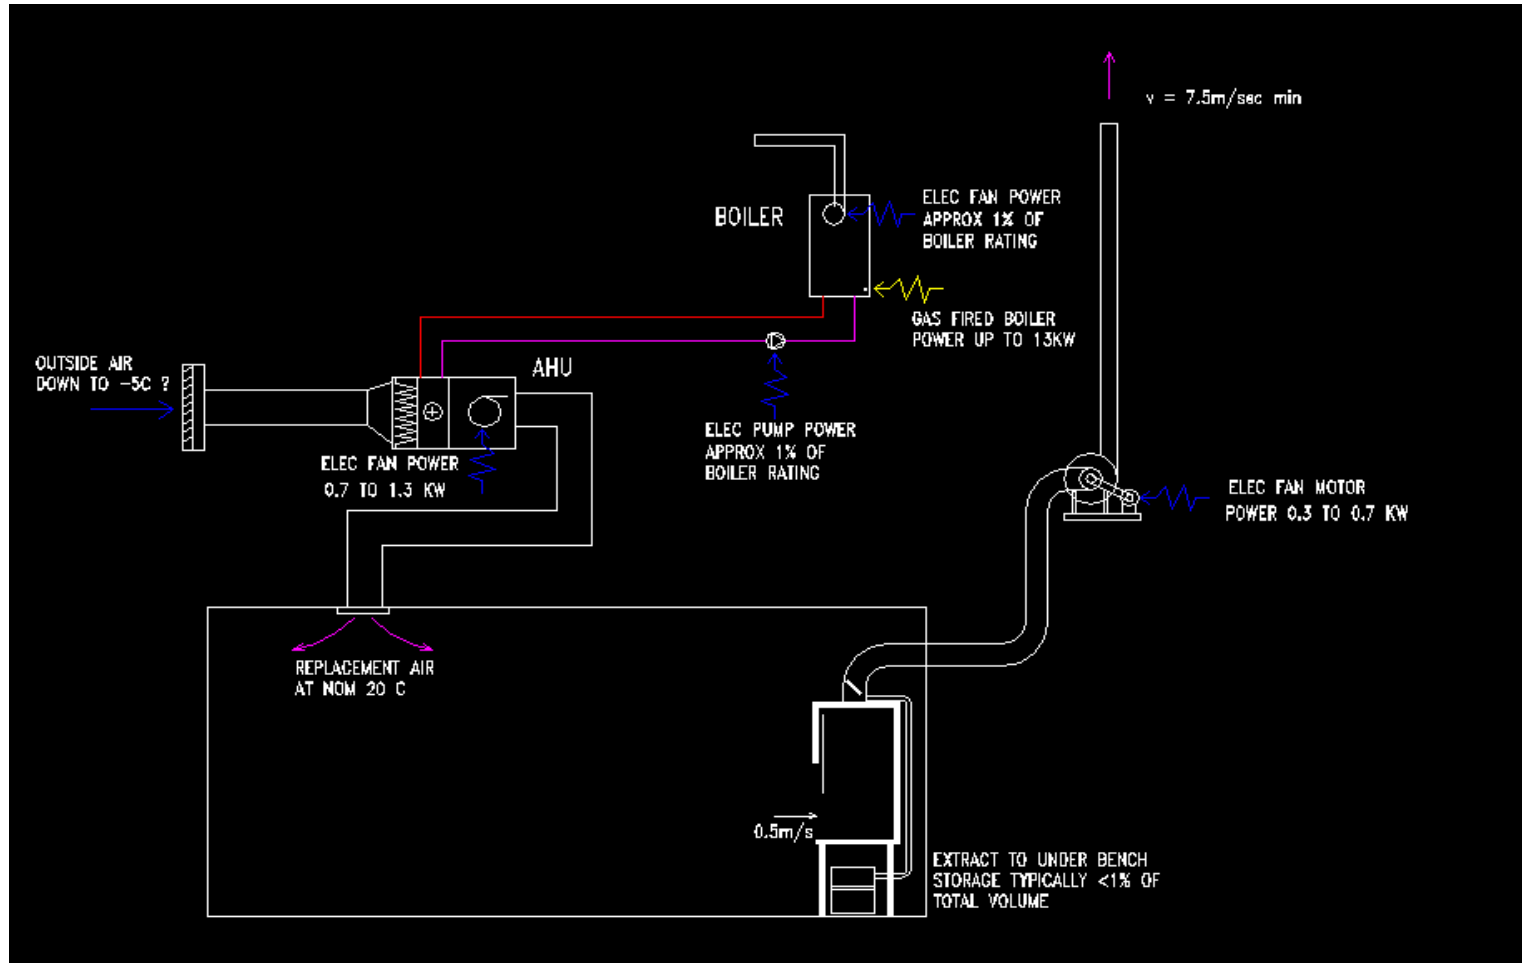 v = 7.5m/sec min
BOILER
ELEC FAN POWER
APPROX 1% OF
BOILER RATING
GAS FIRED BOILER
POWER UP TO 13KW
OUTSIDE AIR
DOWN TO -5C ?
AHU
ELEC FAN POWER
0.7 TO 1.3 KW
ELEC PUMP POWER
APPROX 1% OF
BOILER RATING
ELEC FAN MOTOR
POWER 0.3 TO 0.7 KW
REPLACEMENT AIR
AT NOM 20 C
0.5m/s
EXTRACT TO UNDER BENCH
STORAGE TYPICALLY <1% OF
TOTAL VOLUME